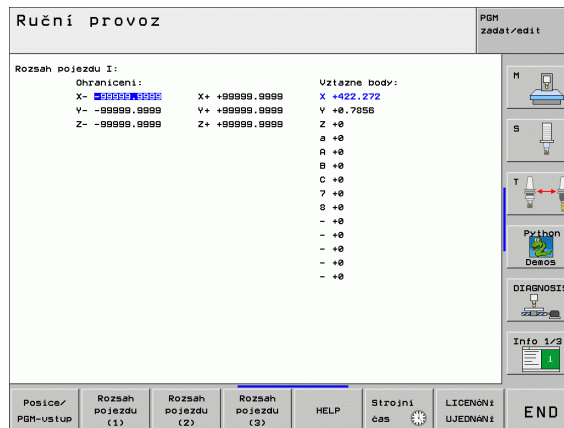 Ruční provoz
PGM
zadat/edit
Rozsah pojezdu I:
Ohraniceni:
Vztazne body:
X- -99999.9999 X+ +99999.9999 X +422.272
Y- -99999.9999 Y+ +99999.9999 Y +0.7856
Z- -99999.9999 Z+ +99999.9999 Z +0
a +0
A +0
B +0
C +0
7 +0
8 +0
- +0
- +0
- +0
- +0
- +0
M
S
T
Python
Demos
DIAGNOSI
Info 1/3
i
Posice/
PGM-vstup
Rozsah
pojezdu
(1)
Rozsah
pojezdu
(2)
Rozsah
pojezdu
(3)
HELP
Strojni
čas
LICENČNÍ
UJEDNÁNÍ
END